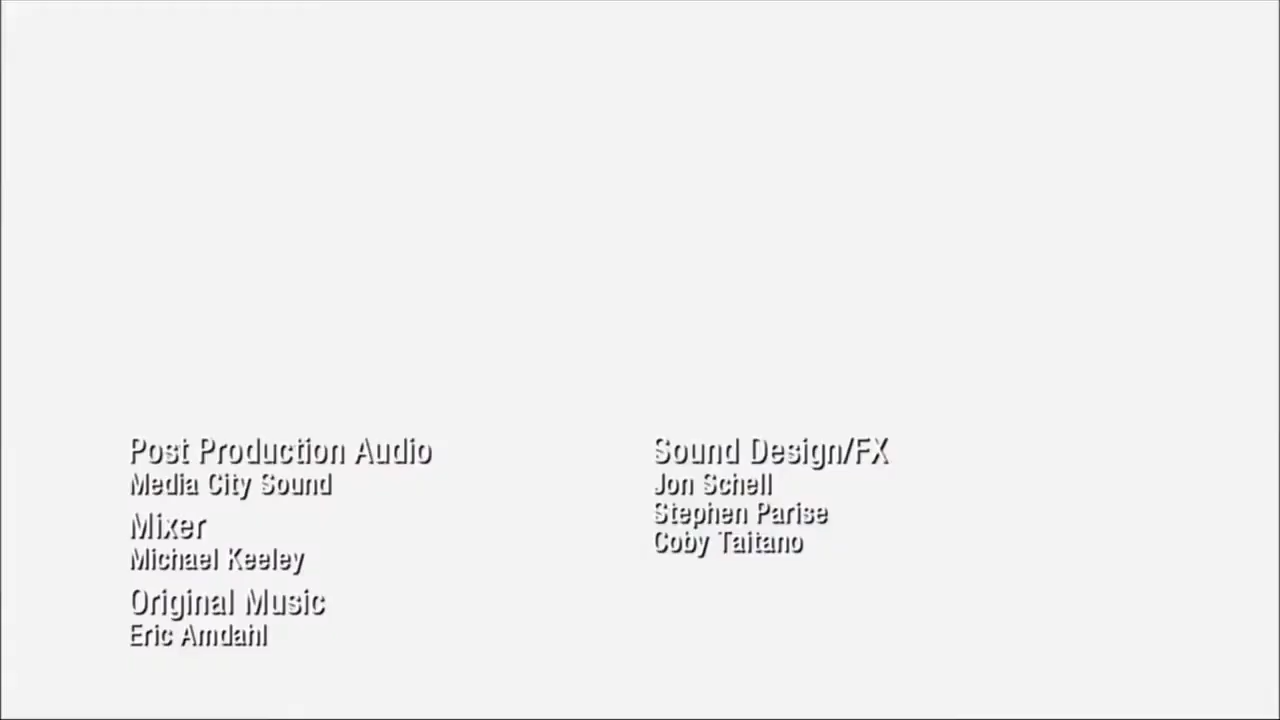 Post Production Audio
Media City Sound
Mixer
Michael Keeley
Original Music
Eric Amdahl
Sound Design/FX
Jon Schell
Stephen Parise
Coby Taitano